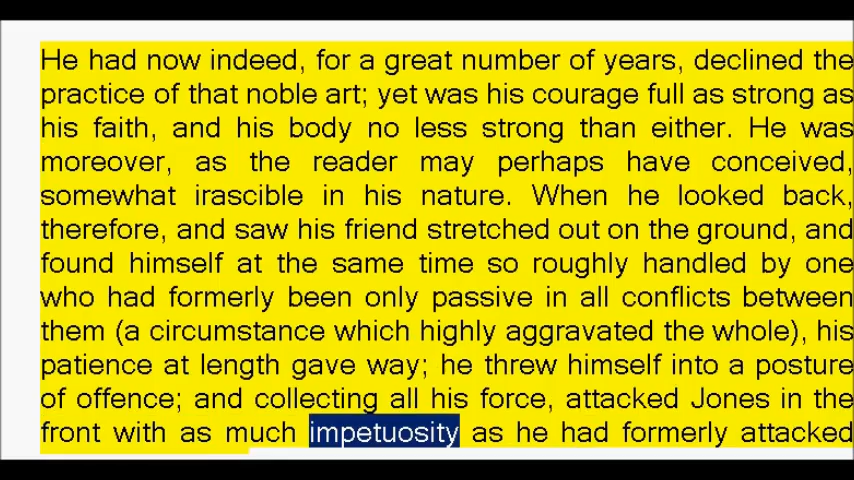 He had now indeed, for a great number of years, declined the
practice of that noble art; yet was his courage full as strong as
his faith, and his body no less strong than either. He was
moreover, as the reader may perhaps have conceived,
somewhat irascible in his nature. When he looked back,
therefore, and saw his friend stretched out on the ground, and
found himself at the same time so roughly handled by one
who had formerly been only passive in all conflicts between
them (a circumstance which highly aggravated the whole), his
patience at length gave way; he threw himself into a posture
of offence; and collecting all his force, attacked Jones in the
front with as much impetuosity as he had formerly attacked